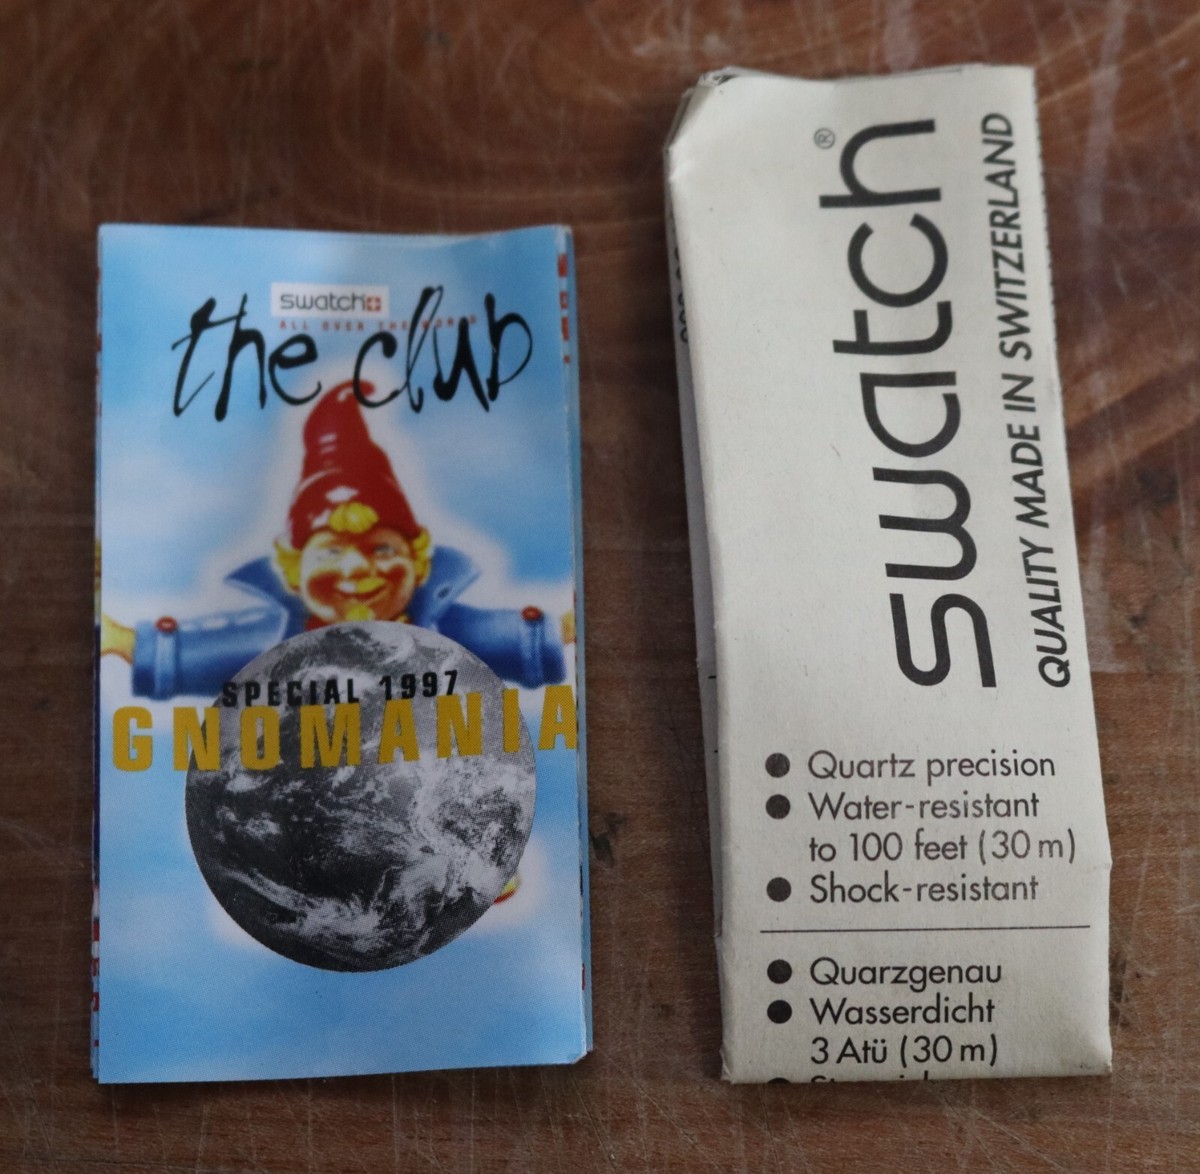 swatch
ALL OVER THE WORLD
the club
SPECIAL 1997
GNOMANIA
swatch®
QUALITY MADE IN SWITZERLAND
● Quartz precision
● Water-resistant
to 100 feet (30 m)
● Shock-resistant
● Quarzgenau
● Wasserdicht
3 Atü (30 m)